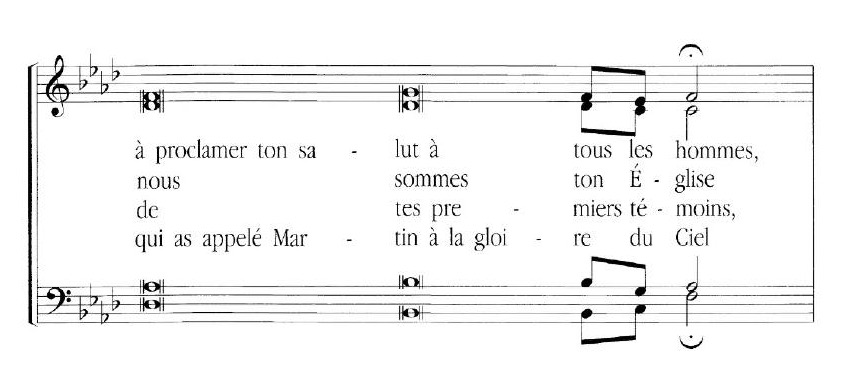 à proclamer ton sa - lut à tous les hommes,
nous sommes ton É - glise
de tes pre - miers té - moins,
qui as appelé Mar - tin à la gloi - re du Ciel